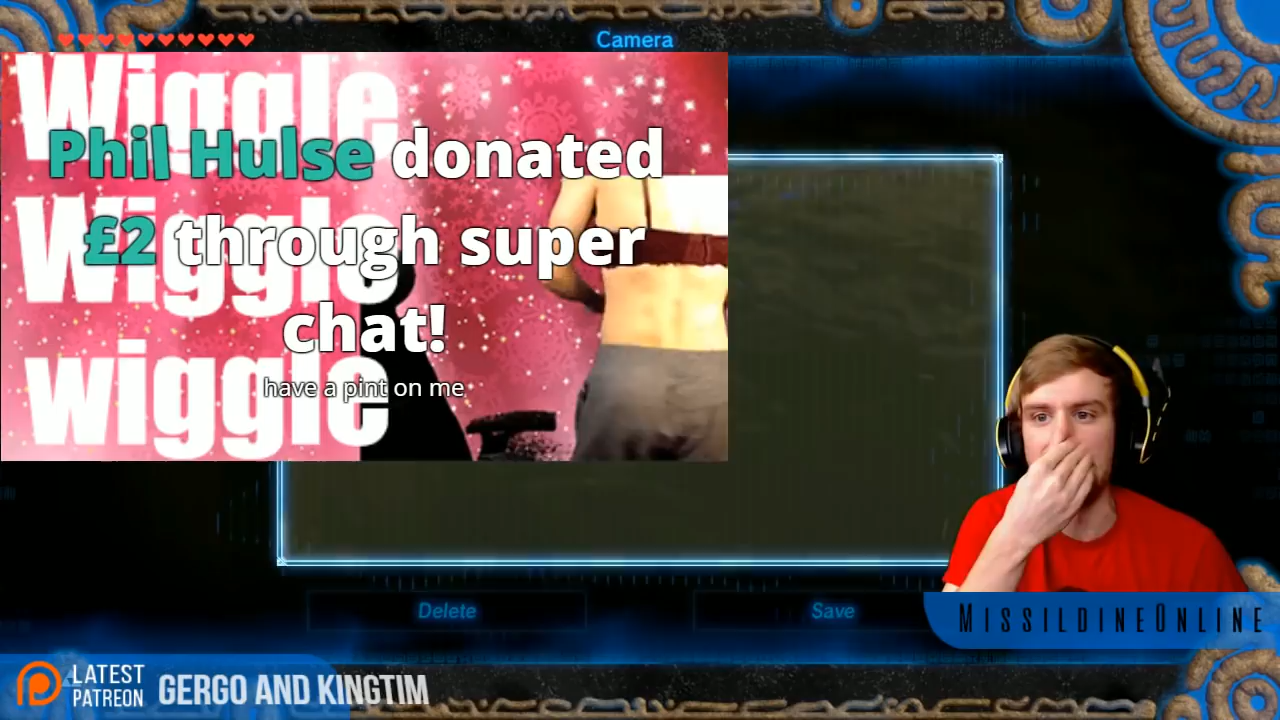 Camera
Wiggle
Phil Hulse donated
Wiggle
£2 through super
chat!
wiggle
have a pint on me
Delete
Save
MISSILDINEONLINE
LATEST
PATREON
GERGO AND KINGTIM